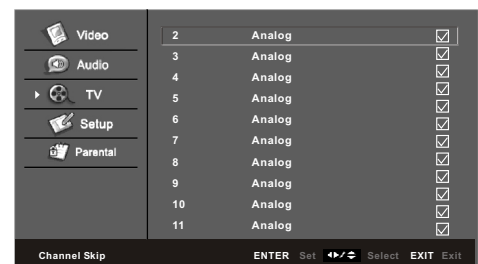 Video
Audio
TV
Setup
Parental
2 Analog
3 Analog
4 Analog
5 Analog
6 Analog
7 Analog
8 Analog
9 Analog
10 Analog
11 Analog
Channel Skip ENTER Set / Select EXIT Exit